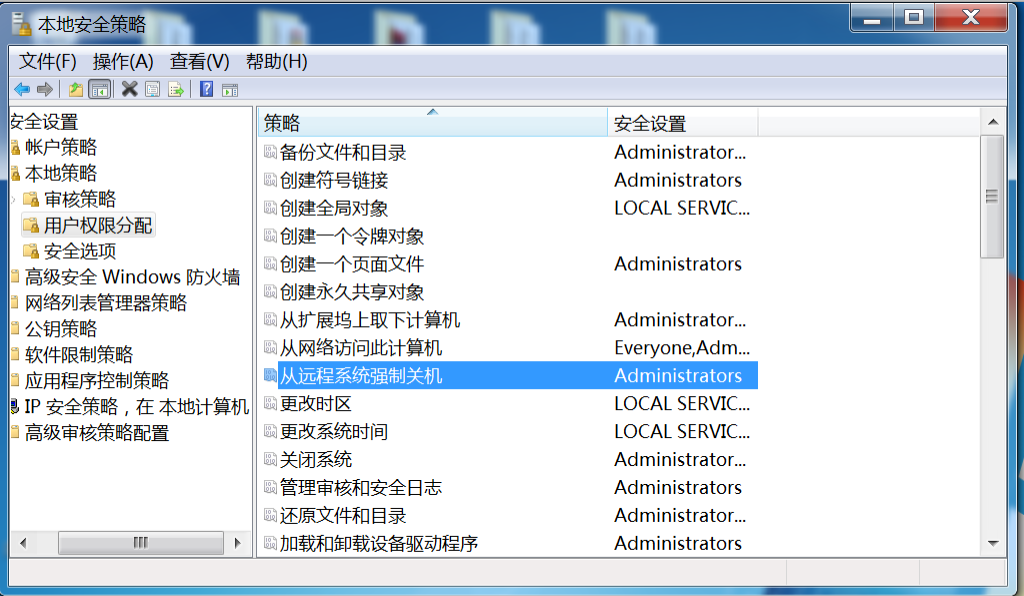 本地安全策略
文件(F) 操作(A) 查看(V) 帮助(H)
安全设置
帐户策略
本地策略
审核策略
用户权限分配
安全选项
高级安全 Windows 防火墙
网络列表管理器策略
公钥策略
软件限制策略
应用程序控制策略
IP 安全策略，在 本地计算机
高级审核策略配置
策略 安全设置
备份文件和目录 Administrator...
创建符号链接 Administrators
创建全局对象 LOCAL SERVIC...
创建一个令牌对象
创建一个页面文件 Administrators
创建永久共享对象
从扩展坞上取下计算机 Administrator...
从网络访问此计算机 Everyone,Adm...
从远程系统强制关机 Administrators
更改时区 LOCAL SERVIC...
更改系统时间 LOCAL SERVIC...
关闭系统 Administrator...
管理审核和安全日志 Administrators
还原文件和目录 Administrator...
加载和卸载设备驱动程序 Administrators